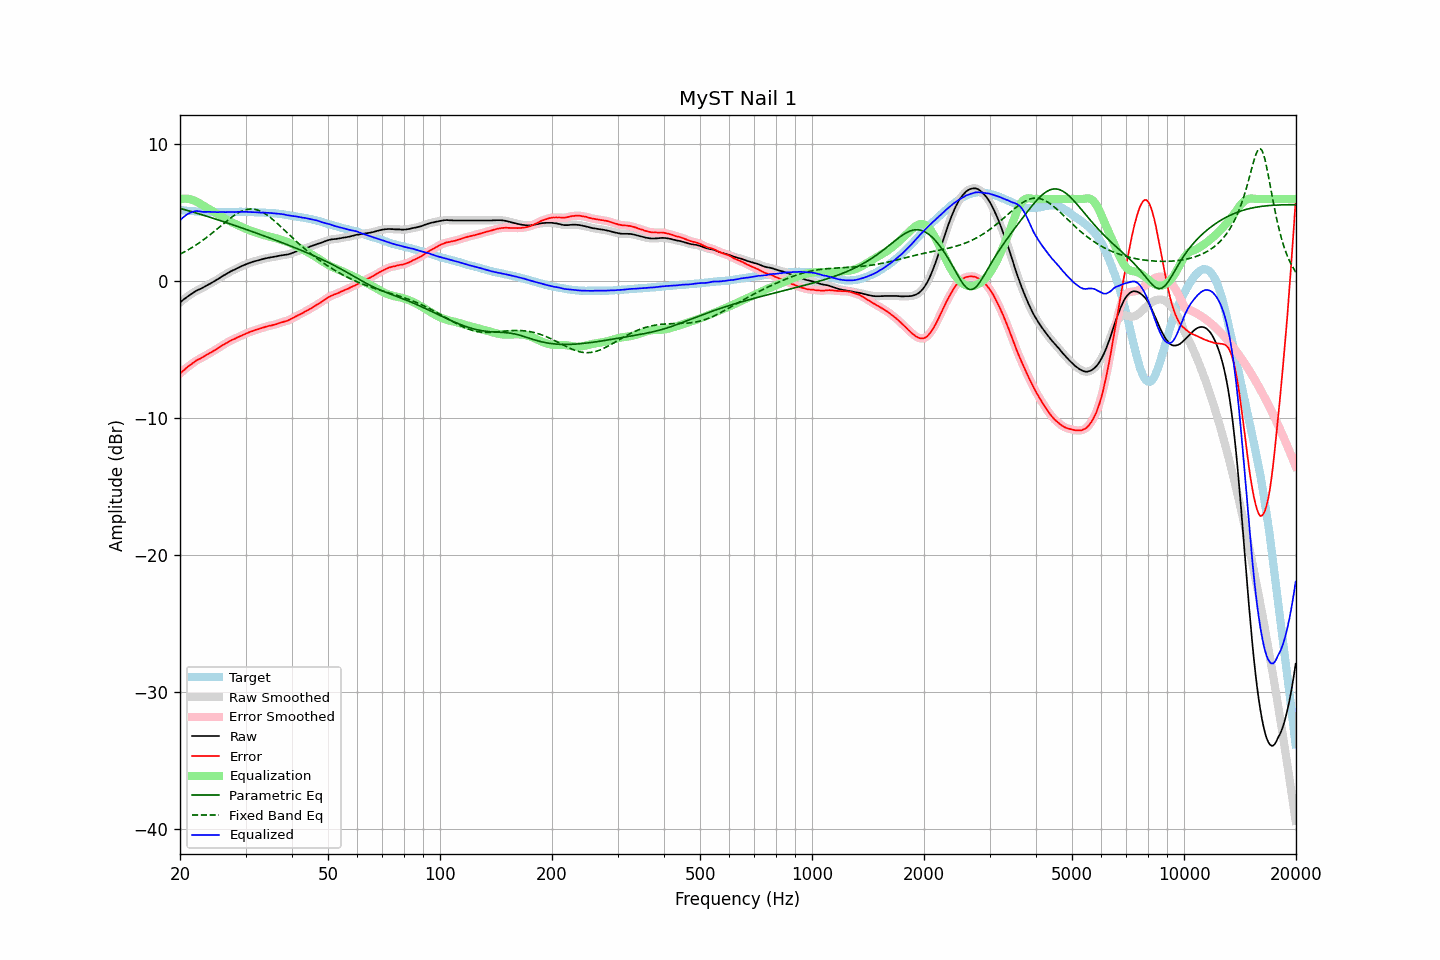 MyST Nail 1
10
0
−10
−20
−30
−40
Amplitude (dBr)
Target
Raw Smoothed
Error Smoothed
Raw
Error
Equalization
Parametric Eq
Fixed Band Eq
Equalized
20 50 100 200 500 1000 2000 5000 10000 20000
Frequency (Hz)